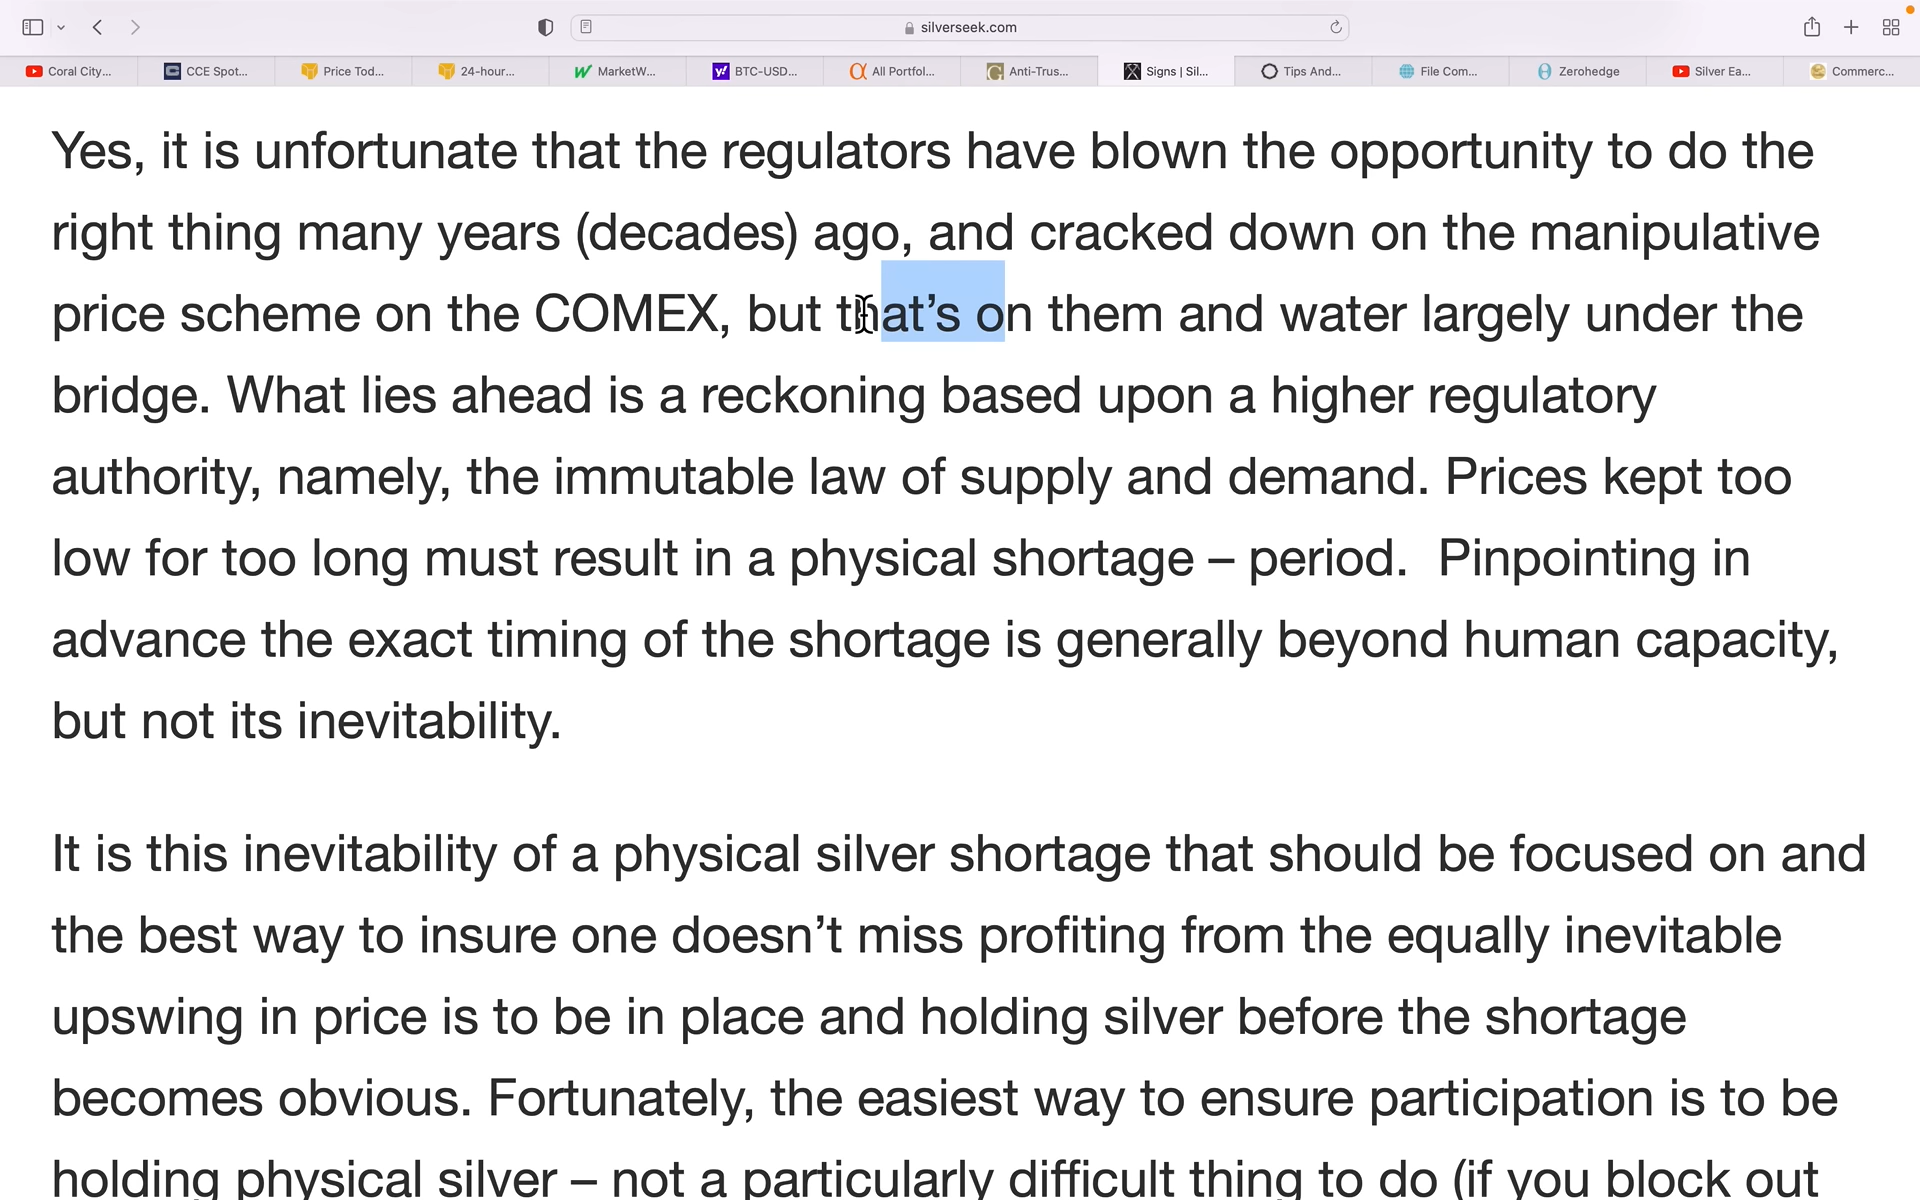 silverseek.com
Coral City...
CCE Spot...
Price Tod...
24-hour...
MarketW...
BTC-USD...
All Portfol...
Anti-Trus...
Signs | Sil...
Tips And...
File Com...
Zerohedge
Silver Ea...
Commerc...
Yes, it is unfortunate that the regulators have blown the opportunity to do the
right thing many years (decades) ago, and cracked down on the manipulative
price scheme on the COMEX, but that’s on them and water largely under the
bridge. What lies ahead is a reckoning based upon a higher regulatory
authority, namely, the immutable law of supply and demand. Prices kept too
low for too long must result in a physical shortage – period.  Pinpointing in
advance the exact timing of the shortage is generally beyond human capacity,
but not its inevitability.
It is this inevitability of a physical silver shortage that should be focused on and
the best way to insure one doesn’t miss profiting from the equally inevitable
upswing in price is to be in place and holding silver before the shortage
becomes obvious. Fortunately, the easiest way to ensure participation is to be
holding physical silver – not a particularly difficult thing to do (if you block out